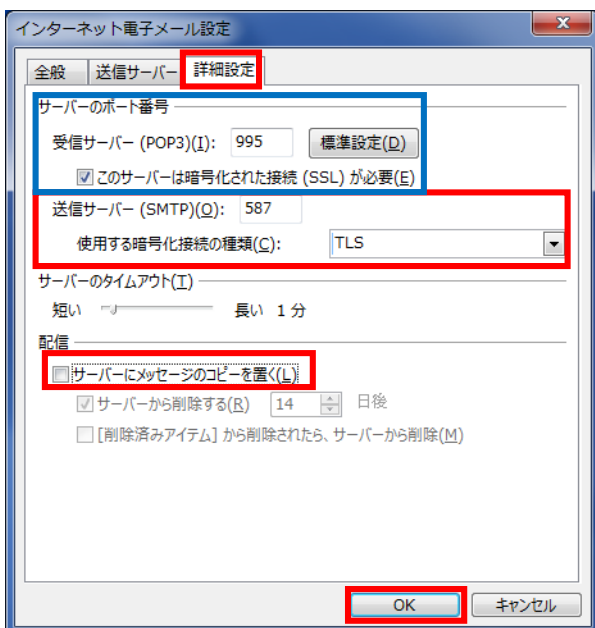 インターネット電子メール設定
全般 送信サーバー 詳細設定
サーバーのポート番号
受信サーバー (POP3)(I): 995 標準設定(D)
このサーバーは暗号化された接続 (SSL) が必要(E)
送信サーバー (SMTP)(O): 587
使用する暗号化接続の種類(C): TLS
サーバーのタイムアウト(T)
短い 長い 1 分
配信
サーバーにメッセージのコピーを置く(L)
サーバーから削除する(R) 14 日後
[削除済みアイテム] から削除されたら、サーバーから削除(M)
OK キャンセル